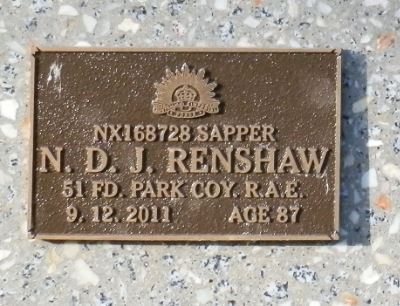 NX168728 SAPPER
N. D. J. RENSHAW
51 FD. PARK COY. R.A.E.
9. 12. 2011 AGE 87